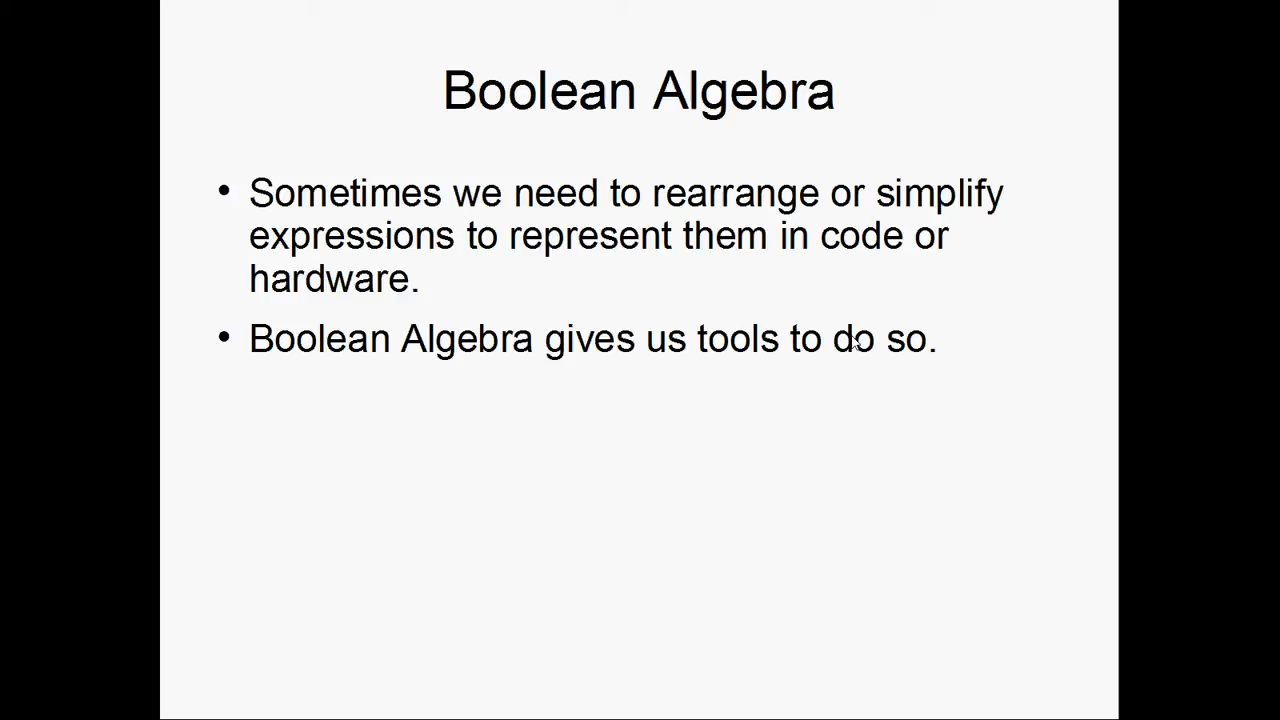 Boolean Algebra
• Sometimes we need to rearrange or simplify
expressions to represent them in code or
hardware.
• Boolean Algebra gives us tools to do so.